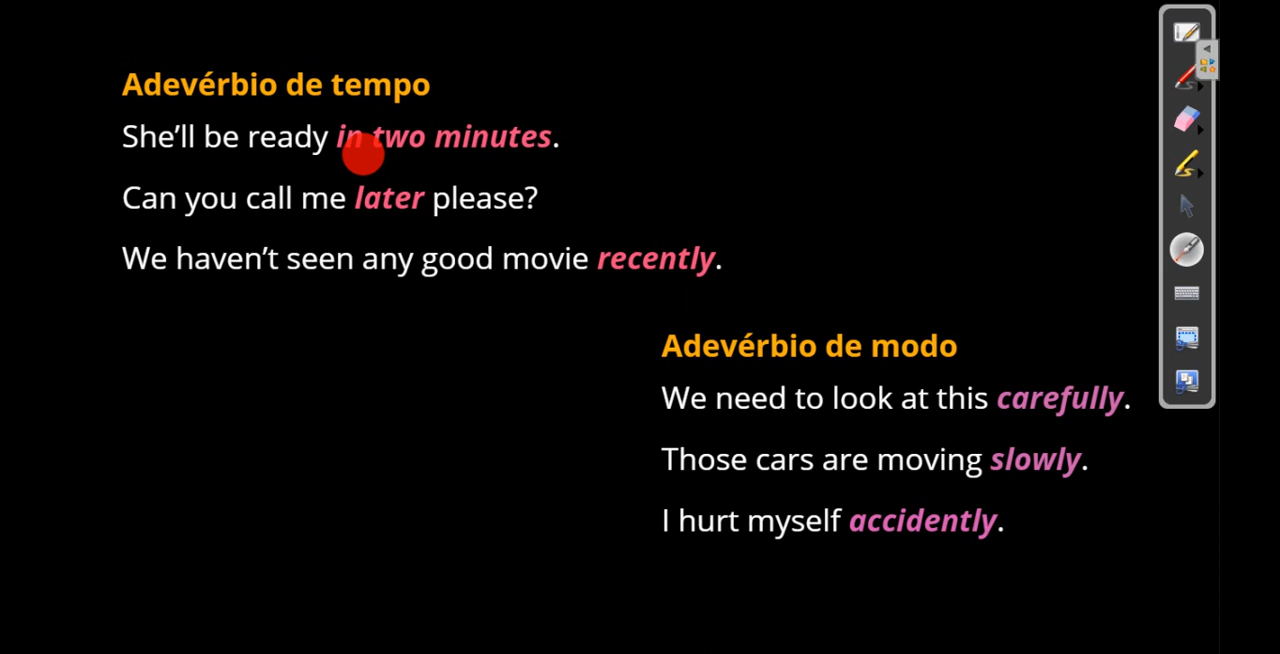 Adevérbio de tempo
She’ll be ready in two minutes.
Can you call me later please?
We haven’t seen any good movie recently.
Adevérbio de modo
We need to look at this carefully.
Those cars are moving slowly.
I hurt myself accidently.